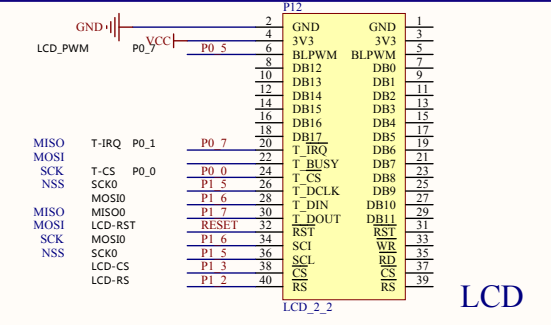 P12
GND 2 GND GND 1
VCC 4 3V3 3V3 3
LCD_PWM P0_7 P0_5 6 BLPWM BLPWM 5
8 DB12 DB0 7
10 DB13 DB1 9
12 DB14 DB2 11
14 DB15 DB3 13
16 DB16 DB4 15
18 DB17 DB5 17
MISO T-IRQ P0_1 P0_7 20 T_IRQ DB6 19
MOSI 22 T_BUSY DB7 21
SCK T-CS P0_0 P0_0 24 T_CS DB8 23
NSS SCK0 P1_5 26 T_DCLK DB9 25
MOSI0 P1_6 28 T_DIN DB10 27
MISO MISO0 P1_7 30 T_DOUT DB11 29
MOSI LCD-RST RESET 32 RST RST 31
SCK MOSI0 P1_6 34 SCI WR 33
NSS SCK0 P1_5 36 SCL RD 35
LCD-CS P1_3 38 CS CS 37
LCD-RS P1_2 40 RS RS 39
LCD_2_2
LCD